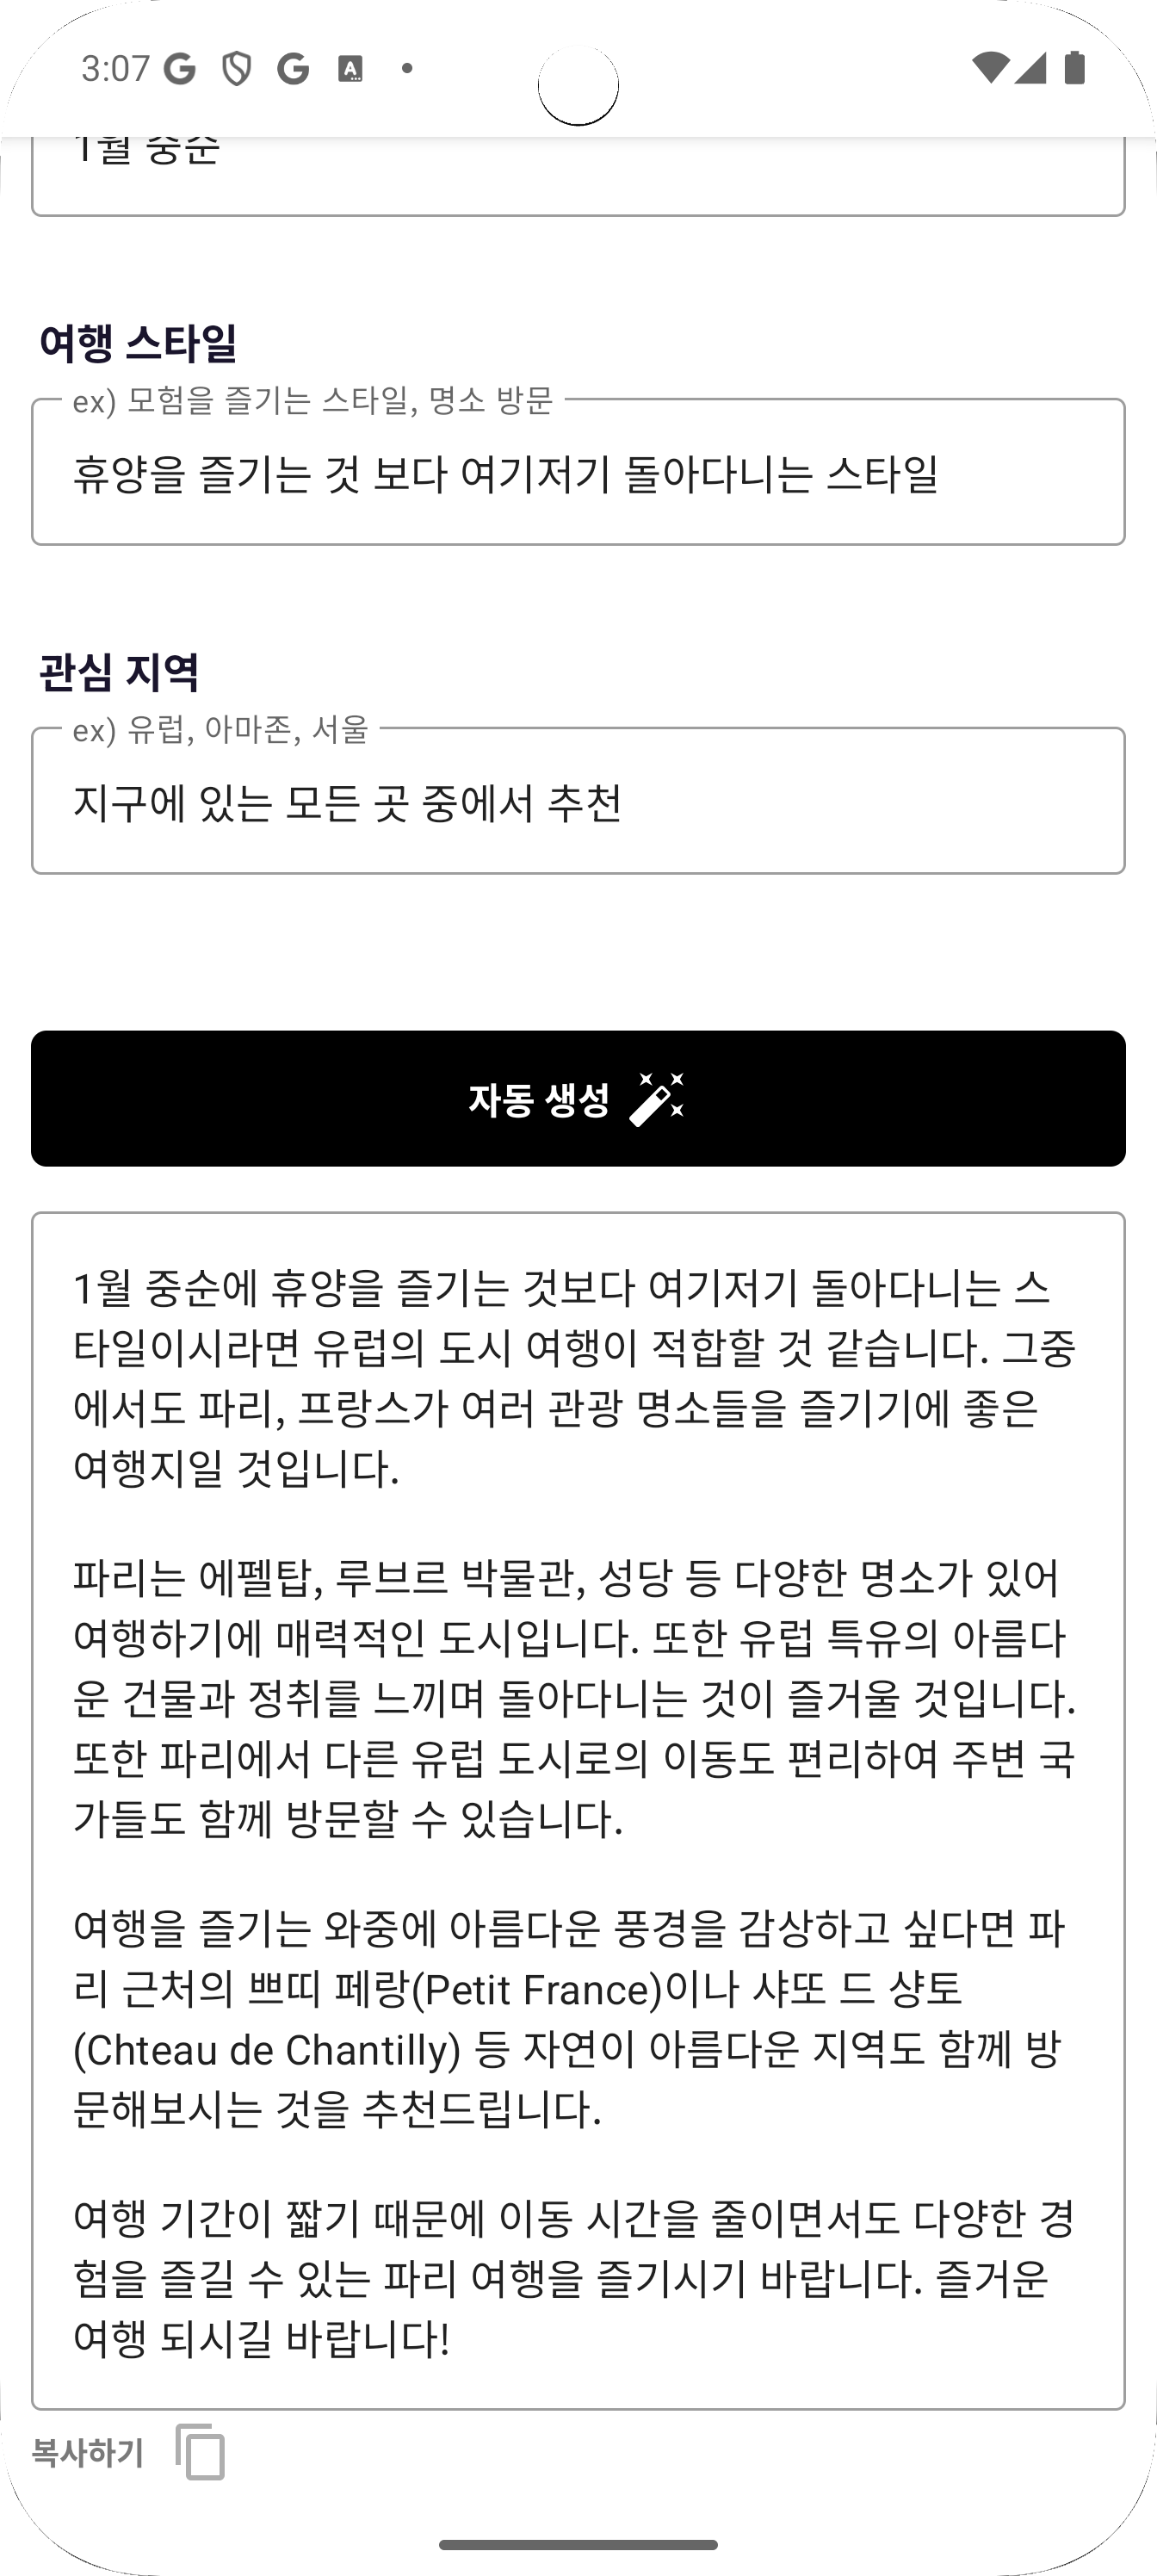 3:07
1월 중순
여행 스타일
ex) 모험을 즐기는 스타일, 명소 방문
휴양을 즐기는 것 보다 여기저기 돌아다니는 스타일
관심 지역
ex) 유럽, 아마존, 서울
지구에 있는 모든 곳 중에서 추천
자동 생성
1월 중순에 휴양을 즐기는 것보다 여기저기 돌아다니는 스
타일이시라면 유럽의 도시 여행이 적합할 것 같습니다. 그중
에서도 파리, 프랑스가 여러 관광 명소들을 즐기기에 좋은
여행지일 것입니다.
파리는 에펠탑, 루브르 박물관, 성당 등 다양한 명소가 있어
여행하기에 매력적인 도시입니다. 또한 유럽 특유의 아름다
운 건물과 정취를 느끼며 돌아다니는 것이 즐거울 것입니다.
또한 파리에서 다른 유럽 도시로의 이동도 편리하여 주변 국
가들도 함께 방문할 수 있습니다.
여행을 즐기는 와중에 아름다운 풍경을 감상하고 싶다면 파
리 근처의 쁘띠 페랑(Petit France)이나 샤또 드 샹토
(Chteau de Chantilly) 등 자연이 아름다운 지역도 함께 방
문해보시는 것을 추천드립니다.
여행 기간이 짧기 때문에 이동 시간을 줄이면서도 다양한 경
험을 즐길 수 있는 파리 여행을 즐기시기 바랍니다. 즐거운
여행 되시길 바랍니다!
복사하기